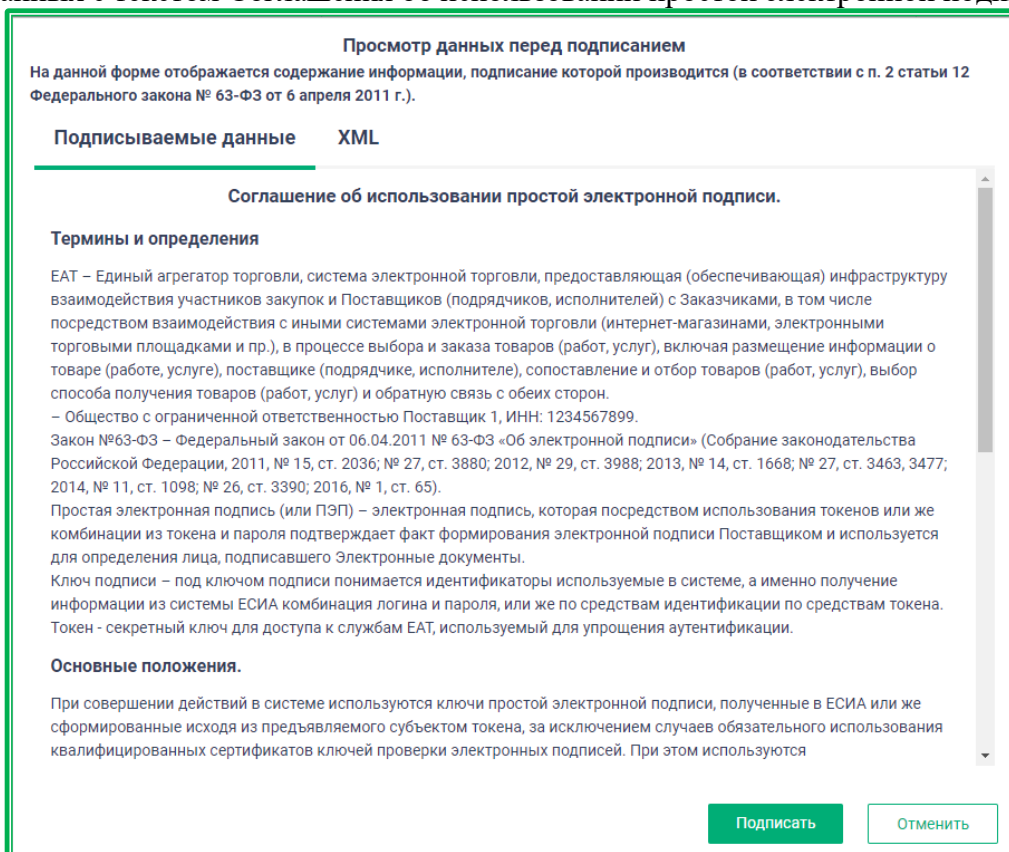 Просмотр данных перед подписанием
На данной форме отображается содержание информации, подписание которой производится (в соответствии с п. 2 статьи 12
Федерального закона № 63-ФЗ от 6 апреля 2011 г.).
Подписываемые данные XML
Соглашение об использовании простой электронной подписи.
Термины и определения
ЕАТ – Единый агрегатор торговли, система электронной торговли, предоставляющая (обеспечивающая) инфраструктуру
взаимодействия участников закупок и Поставщиков (подрядчиков, исполнителей) с Заказчиками, в том числе
посредством взаимодействия с иными системами электронной торговли (интернет-магазинами, электронными
торговыми площадками и пр.), в процессе выбора и заказа товаров (работ, услуг), включая размещение информации о
товаре (работе, услуге), поставщике (подрядчике, исполнителе), сопоставление и отбор товаров (работ, услуг), выбор
способа получения товаров (работ, услуг) и обратную связь с обеих сторон.
– Общество с ограниченной ответственностью Поставщик 1, ИНН: 1234567899.
Закон №63-ФЗ – Федеральный закон от 06.04.2011 № 63-ФЗ «Об электронной подписи» (Собрание законодательства
Российской Федерации, 2011, № 15, ст. 2036; № 27, ст. 3880; 2012, № 29, ст. 3988; 2013, № 14, ст. 1668; № 27, ст. 3463, 3477;
2014, № 11, ст. 1098; № 26, ст. 3390; 2016, № 1, ст. 65).
Простая электронная подпись (или ПЭП) – электронная подпись, которая посредством использования токенов или же
комбинации из токена и пароля подтверждает факт формирования электронной подписи Поставщиком и используется
для определения лица, подписавшего Электронные документы.
Ключ подписи – под ключом подписи понимается идентификаторы используемые в системе, а именно получение
информации из системы ЕСИА комбинация логина и пароля, или же по средствам идентификации по средствам токена.
Токен - секретный ключ для доступа к службам ЕАТ, используемый для упрощения аутентификации.
Основные положения.
При совершении действий в системе используются ключи простой электронной подписи, полученные в ЕСИА или же
сформированные исходя из предъявляемого субъектом токена, за исключением случаев обязательного использования
квалифицированных сертификатов ключей проверки электронных подписей. При этом используются
Подписать Отменить